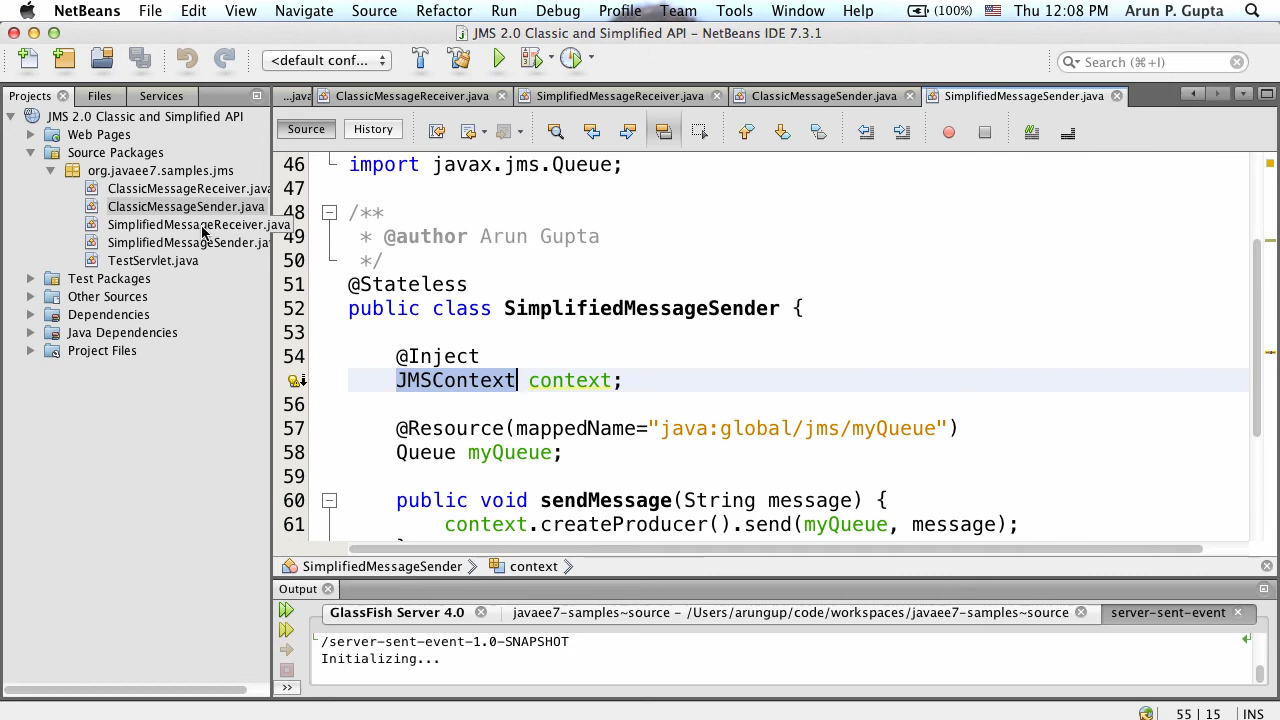 NetBeans File Edit View Navigate Source Refactor Run Debug Profile Team Tools Window Help (100%) Thu 12:08 PM Arun P. Gupta
JMS 2.0 Classic and Simplified API - NetBeans IDE 7.3.1
<default conf... Search (⌘+I)
Projects Files Services
...java ClassicMessageReceiver.java SimplifiedMessageReceiver.java ClassicMessageSender.java SimplifiedMessageSender.java
Source History
JMS 2.0 Classic and Simplified API
Web Pages
Source Packages
org.javaee7.samples.jms
ClassicMessageReceiver.java
ClassicMessageSender.java
SimplifiedMessageReceiver.java
SimplifiedMessageSender.ja
TestServlet.java
Test Packages
Other Sources
Dependencies
Java Dependencies
Project Files
46 import javax.jms.Queue;
47
48 /**
49 * @author Arun Gupta
50 */
51 @Stateless
52 public class SimplifiedMessageSender {
53
54 @Inject
JMSContext context;
56
57 @Resource(mappedName="java:global/jms/myQueue")
58 Queue myQueue;
59
60 public void sendMessage(String message) {
61 context.createProducer().send(myQueue, message);
SimplifiedMessageSender context
Output
GlassFish Server 4.0 javaee7-samples~source - /Users/arungup/code/workspaces/javaee7-samples~source server-sent-event
/server-sent-event-1.0-SNAPSHOT
Initializing...
55 | 15 INS